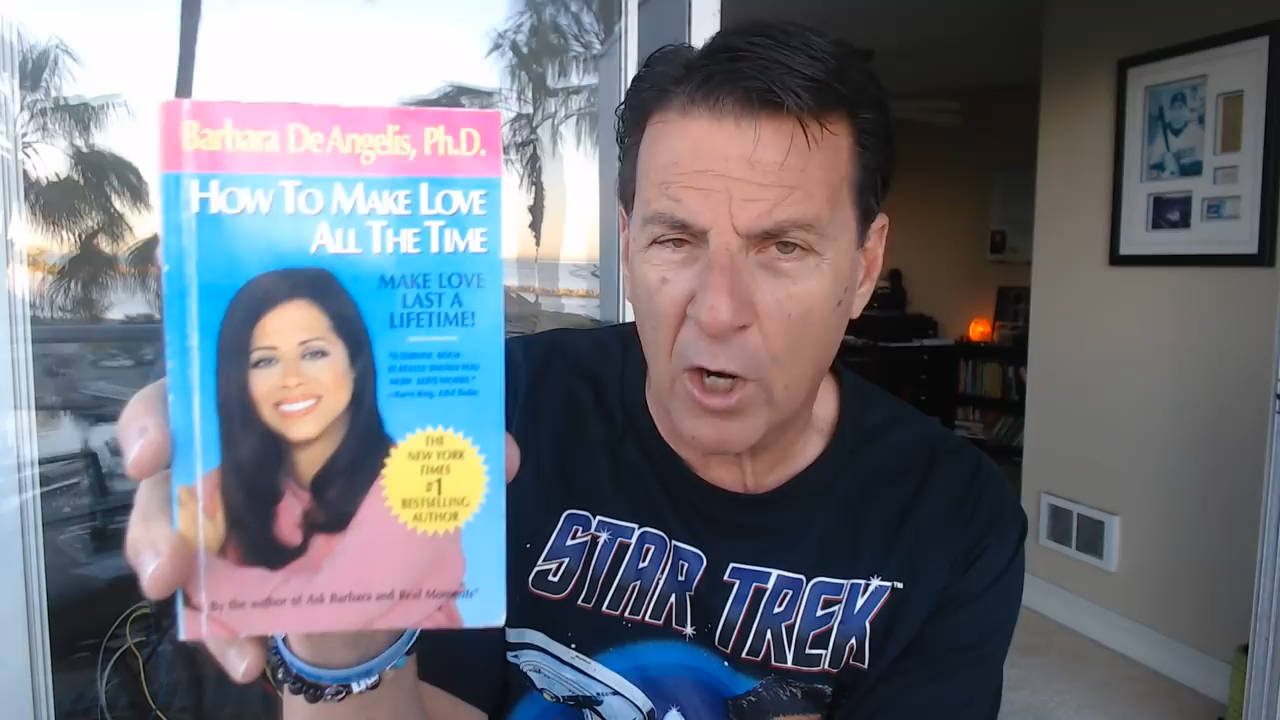 Barbara De Angelis, Ph.D.
HOW TO MAKE LOVE
ALL THE TIME
MAKE LOVE
LAST A
LIFETIME!
THE
NEW YORK
TIMES
#1
BESTSELLING
AUTHOR
By the author of Ask Barbara and Real Moments
STAR TREK™